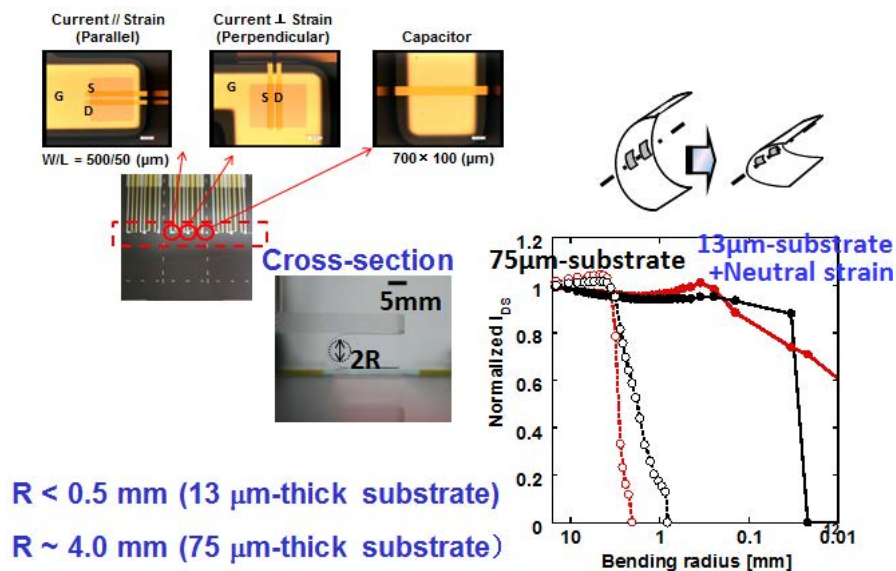 Current // Strain
(Parallel)
Current ⊥ Strain
(Perpendicular)
Capacitor
G
S
D
G
S D
W/L = 500/50 (μm)
700 × 100 (μm)
Cross-section
5mm
2R
75μm-substrate
13μm-substrate
+Neutral strain
1.2
1
0.8
0.6
0.4
0.2
0
Normalized I_DS
10
1
0.1
0.01
Bending radius [mm]
R < 0.5 mm (13 μm-thick substrate)
R ~ 4.0 mm (75 μm-thick substrate)